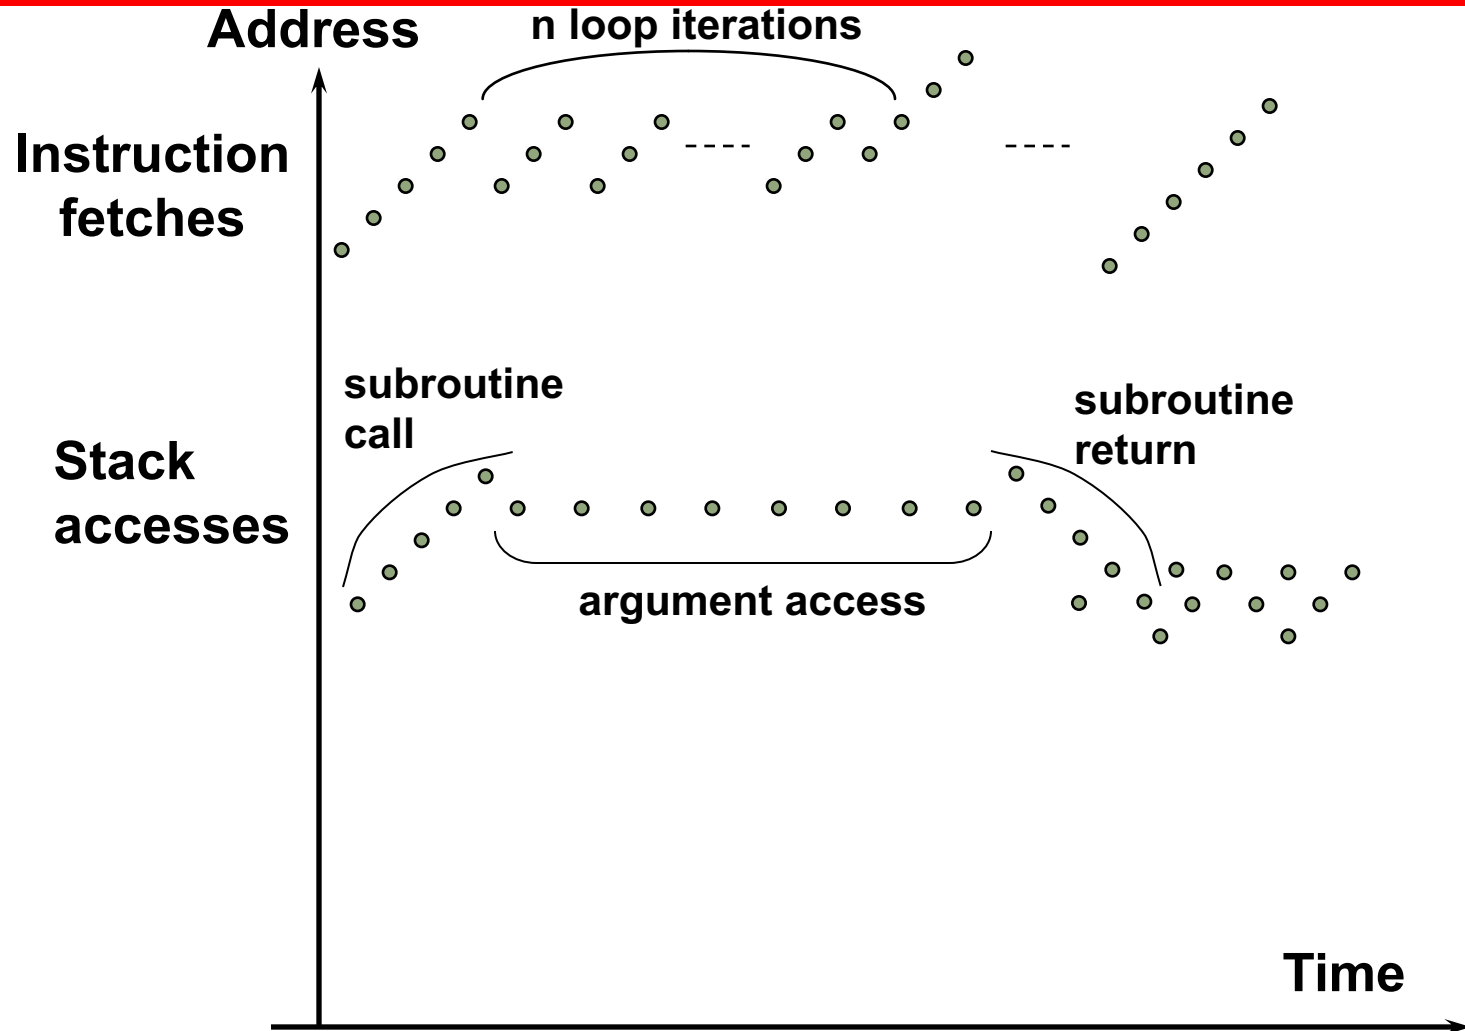 Address
n loop iterations
Instruction
fetches
subroutine
call
subroutine
return
Stack
accesses
argument access
Time